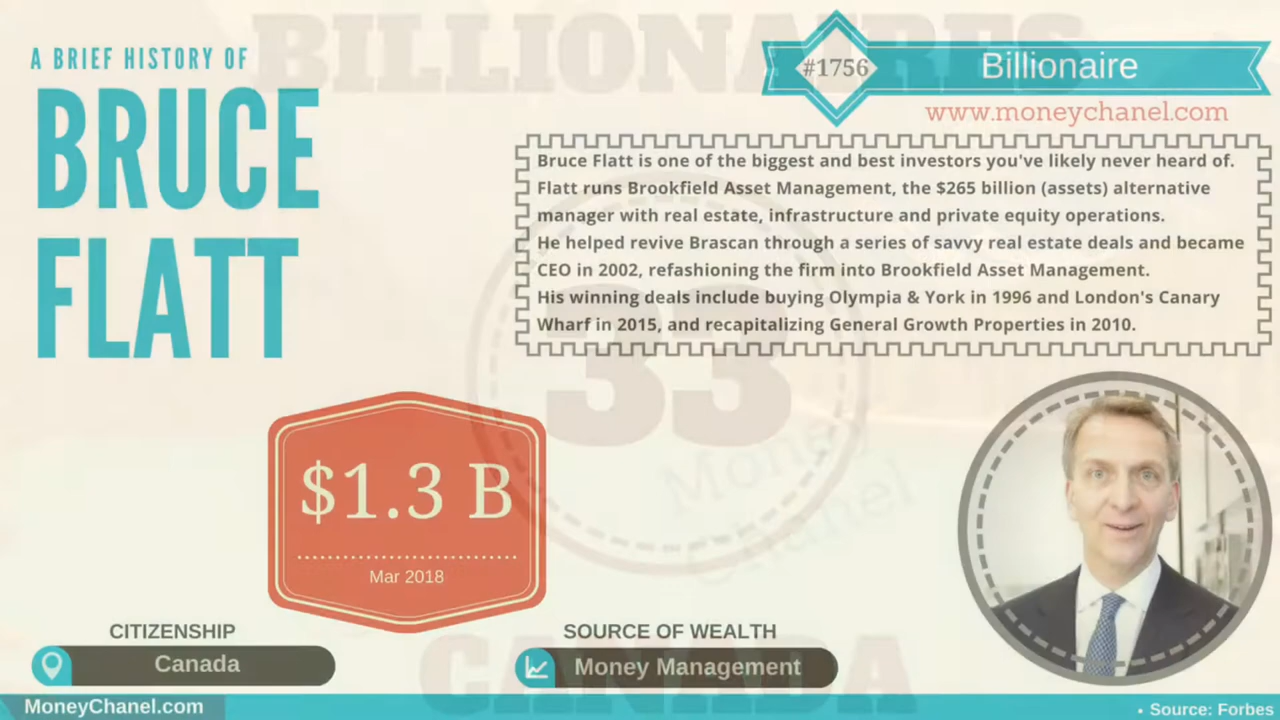 BILLIONAIRES
A BRIEF HISTORY OF
BRUCE
FLATT
#1756
Billionaire
www.moneychanel.com
Bruce Flatt is one of the biggest and best investors you've likely never heard of.
Flatt runs Brookfield Asset Management, the $265 billion (assets) alternative
manager with real estate, infrastructure and private equity operations.
He helped revive Brascan through a series of savvy real estate deals and became
CEO in 2002, refashioning the firm into Brookfield Asset Management.
His winning deals include buying Olympia & York in 1996 and London's Canary
Wharf in 2015, and recapitalizing General Growth Properties in 2010.
33
Money
Chanel
$1.3 B
Mar 2018
CITIZENSHIP
Canada
SOURCE OF WEALTH
Money Management
CANADA
MoneyChanel.com
• Source: Forbes